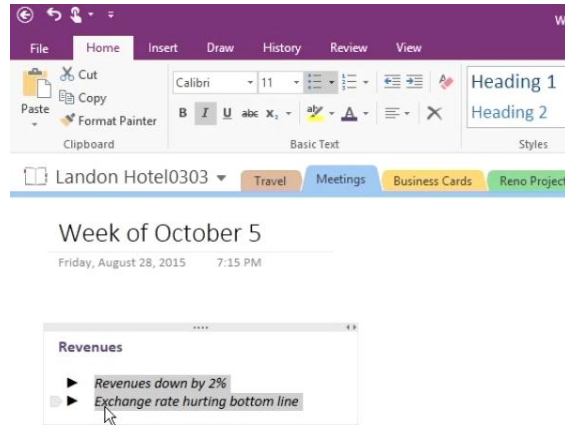 W
File Home Insert Draw History Review View
Cut
Copy
Paste
Format Painter
Clipboard
Calibri 11
B I U abc X₂ A
Basic Text
Heading 1
Heading 2
Styles
Landon Hotel0303 Travel Meetings Business Cards Reno Project
Week of October 5
Friday, August 28, 2015 7:15 PM
Revenues
Revenues down by 2%
Exchange rate hurting bottom line